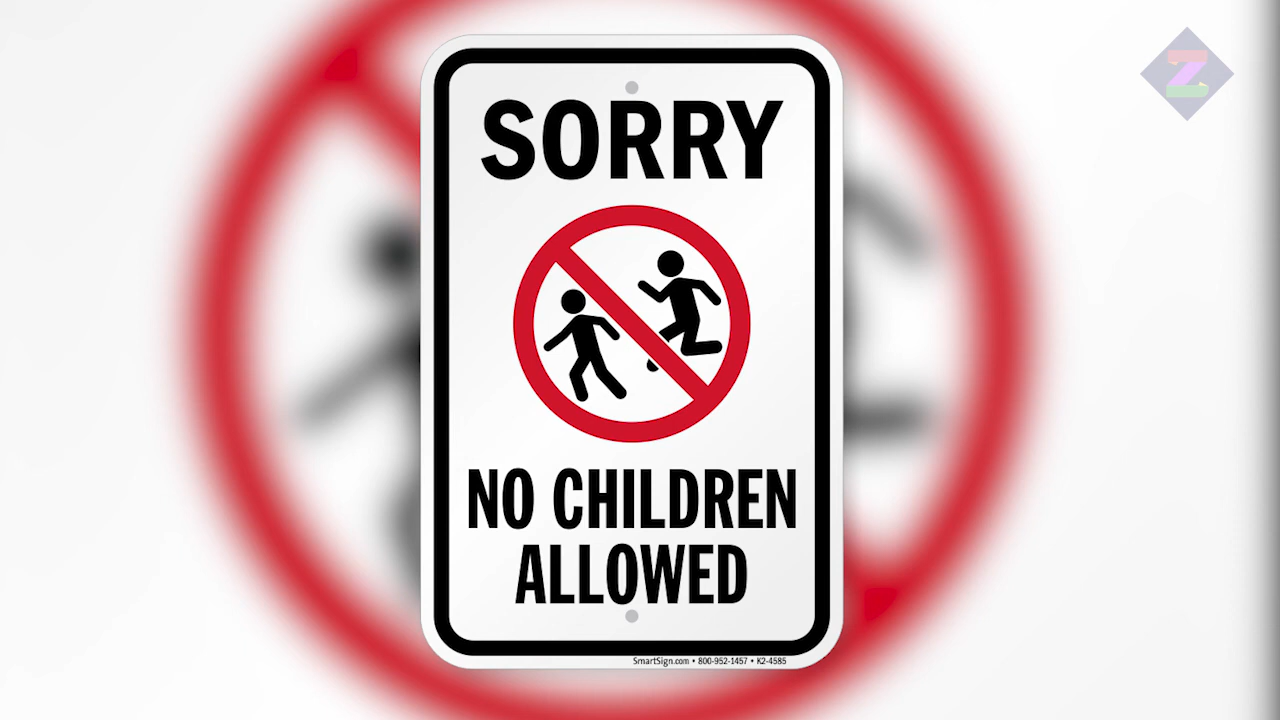 Z
SORRY
NO CHILDREN
ALLOWED
SmartSign.com • 800-952-1457 • K2-4585